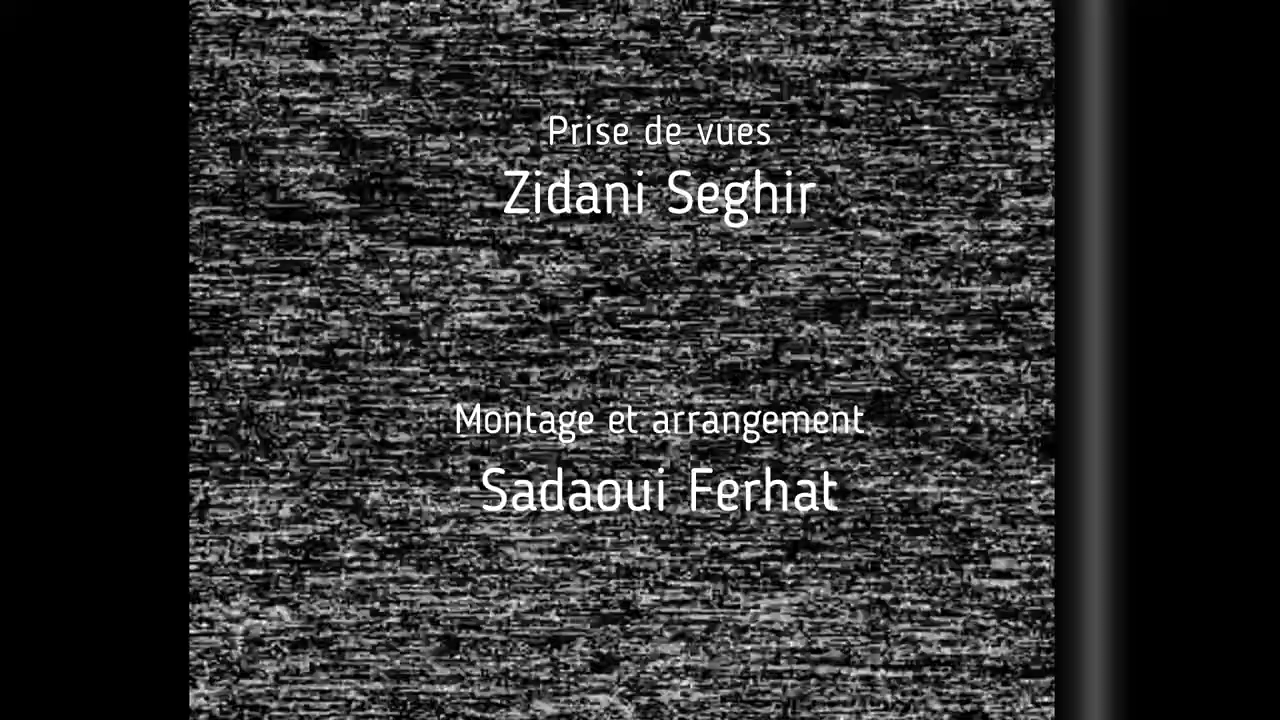 Prise de vues
Zidani Seghir
Montage et arrangement
Sadaoui Ferhat